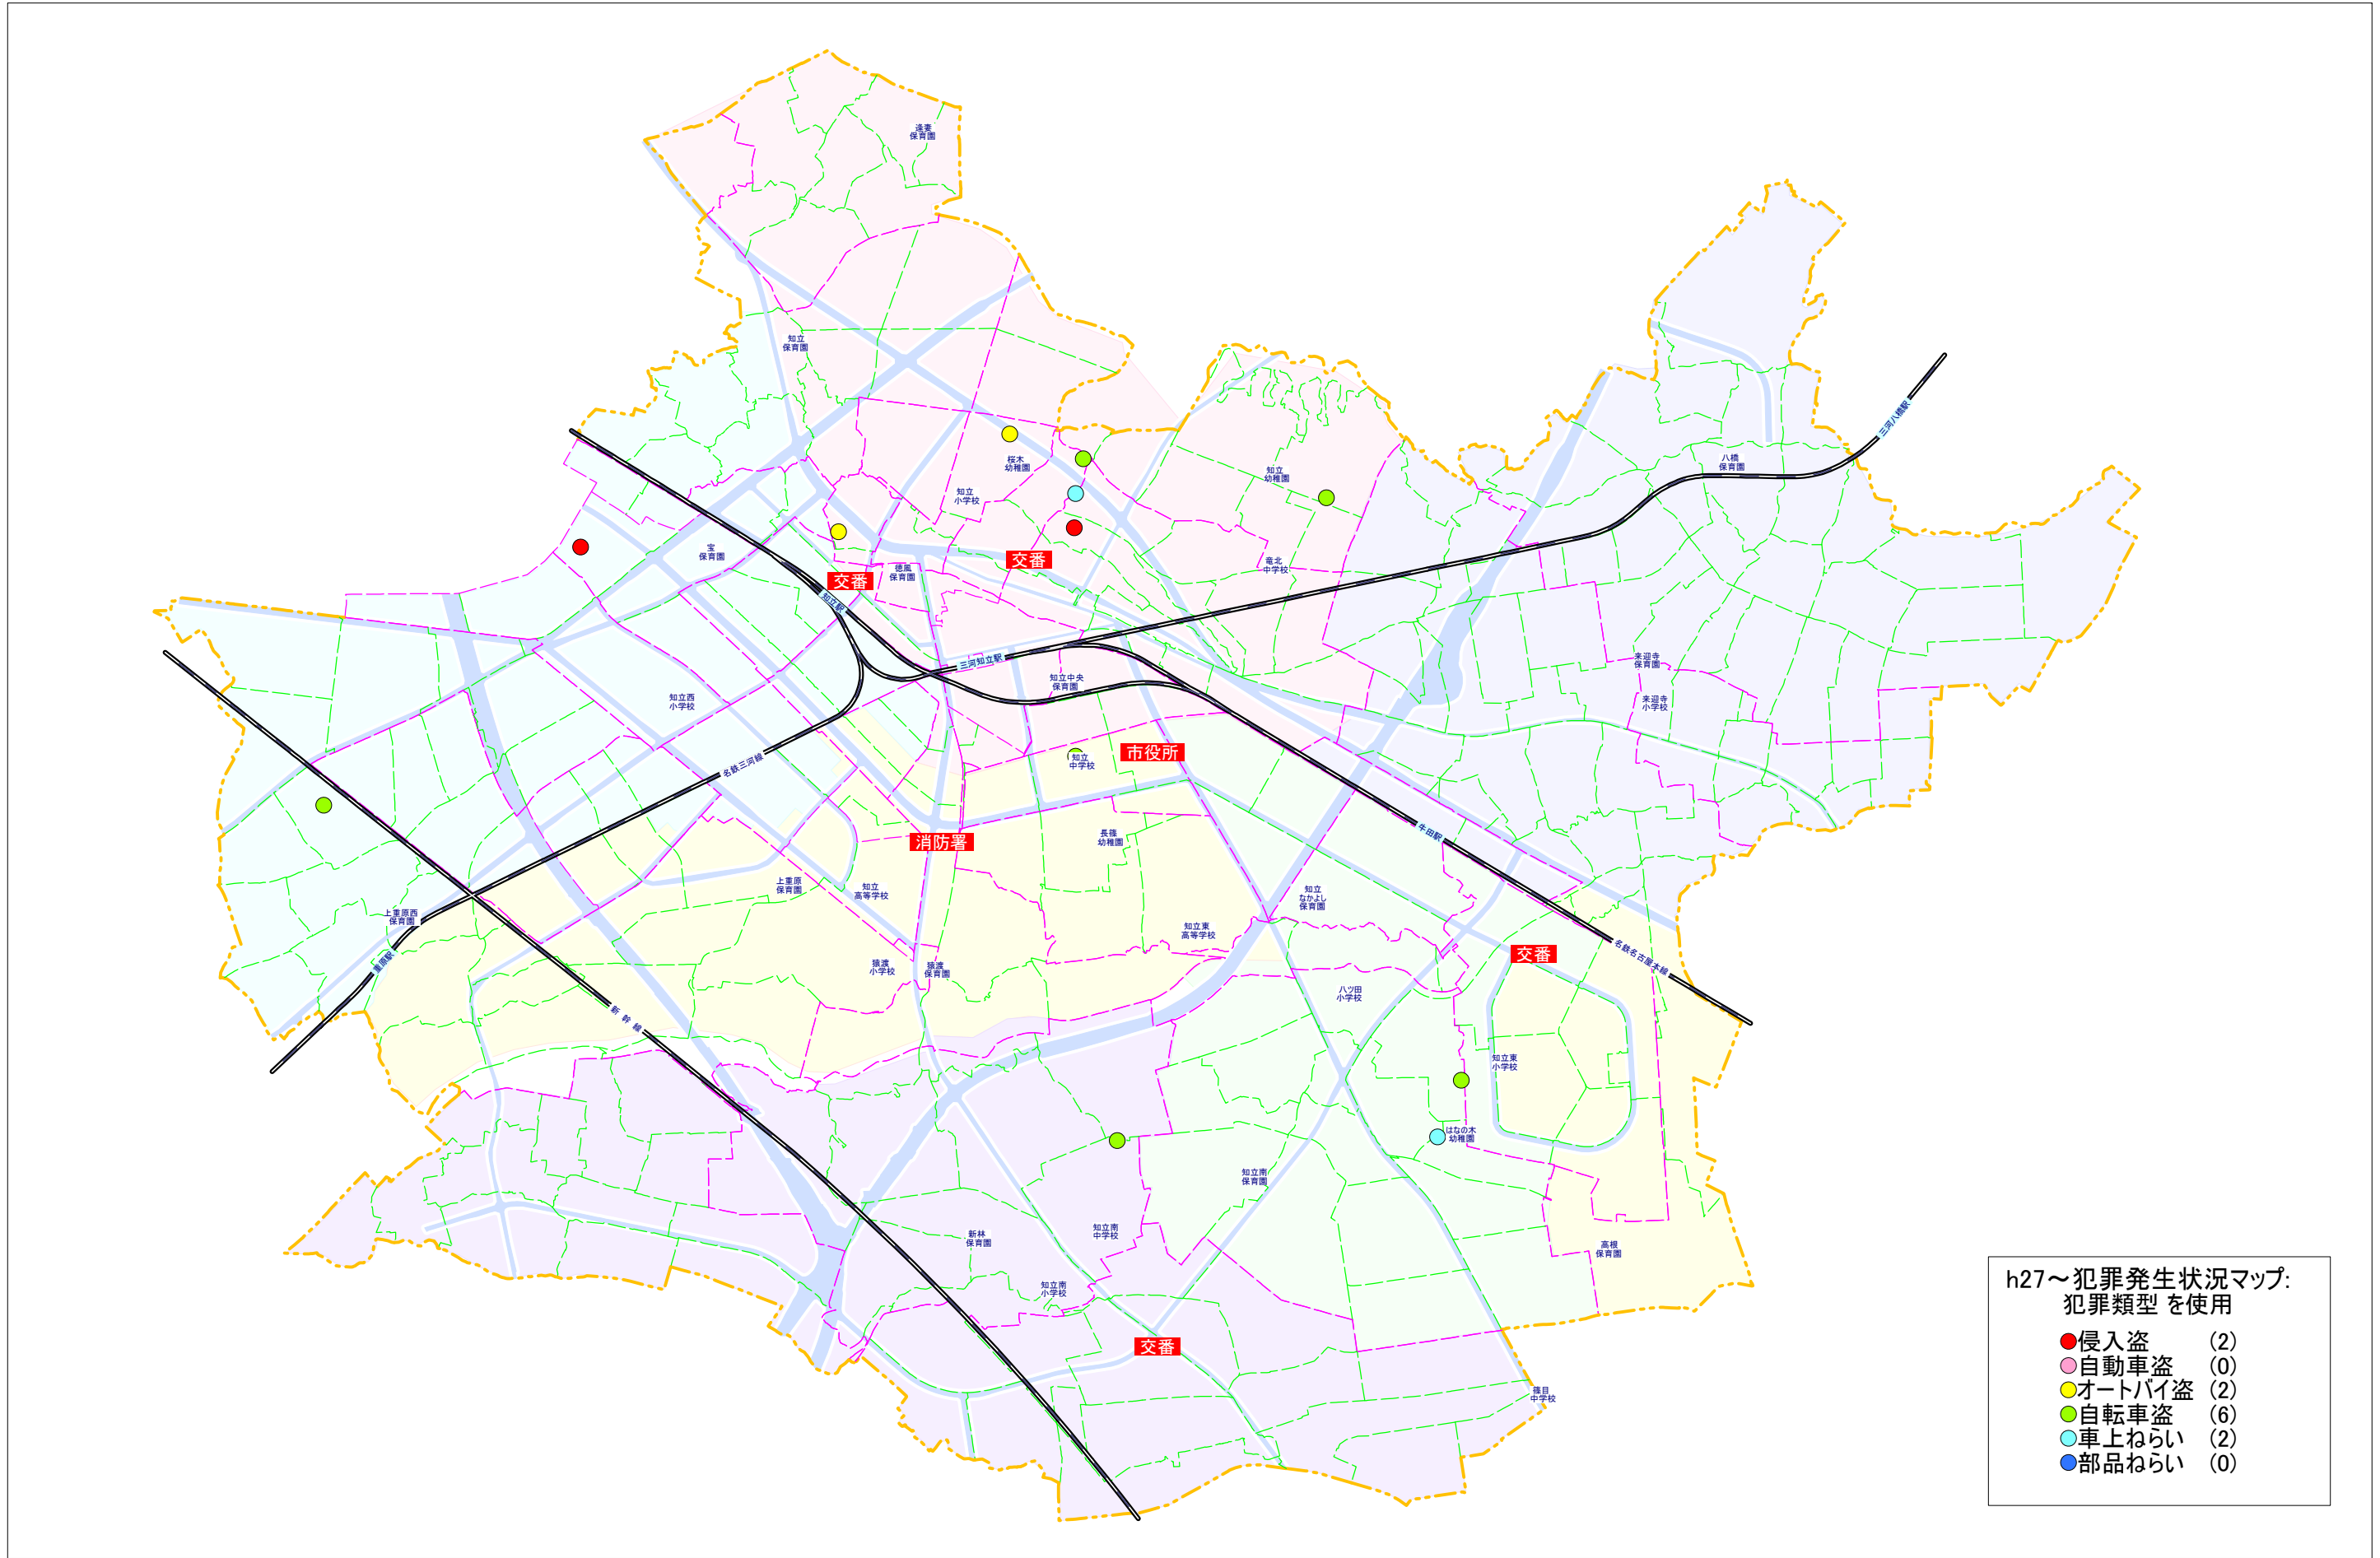 逢妻
保育園
知立
保育園
桜木
幼稚園
知立
小学校
知立
幼稚園
八橋
保育園
三河八橋駅
宝
保育園
交番
交番
徳風
保育園
竜北
中学校
知立駅
三河知立駅
知立中央
保育園
来迎寺
保育園
来迎寺
小学校
知立西
小学校
名鉄三河線
知立
中学校
市役所
消防署
長篠
幼稚園
牛田駅
上重原
保育園
知立
高等学校
知立
なかよし
保育園
上重原西
保育園
重原駅
知立東
高等学校
猿渡
小学校
猿渡
保育園
交番
名鉄名古屋本線
新幹線
八ツ田
小学校
知立東
小学校
はなの木
幼稚園
知立南
保育園
知立南
中学校
新林
保育園
高根
保育園
知立南
小学校
交番
篠目
中学校
h27～犯罪発生状況マップ:
犯罪類型 を使用
侵入盗 (2)
自動車盗 (0)
オートバイ盗 (2)
自転車盗 (6)
車上ねらい (2)
部品ねらい (0)